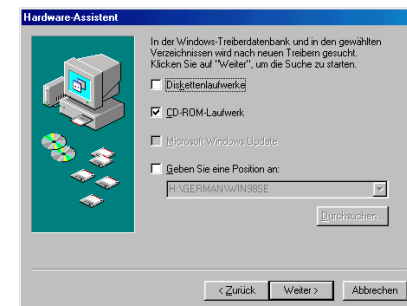 Hardware-Assistent
In der Windows-Treiberdatenbank und in den gewählten
Verzeichnissen wird nach neuen Treibern gesucht.
Klicken Sie auf "Weiter", um die Suche zu starten.
Diskettenlaufwerke
CD-ROM-Laufwerk
Microsoft Windows Update
Geben Sie eine Position an:
H:\GERMAN\WIN98SE
Durchsuchen...
< Zurück
Weiter >
Abbrechen